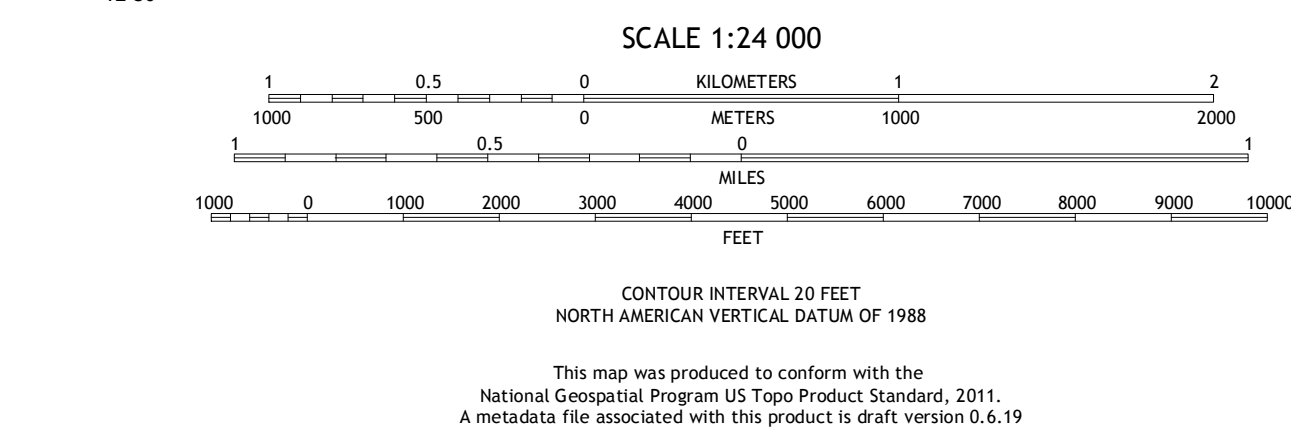 SCALE 1:24 000
1 0.5 0 KILOMETERS 1 2
1000 500 0 METERS 1000 2000
1 0.5 0 1
MILES
1000 0 1000 2000 3000 4000 5000 6000 7000 8000 9000 10000
FEET
CONTOUR INTERVAL 20 FEET
NORTH AMERICAN VERTICAL DATUM OF 1988
This map was produced to conform with the
National Geospatial Program US Topo Product Standard, 2011.
A metadata file associated with this product is draft version 0.6.19